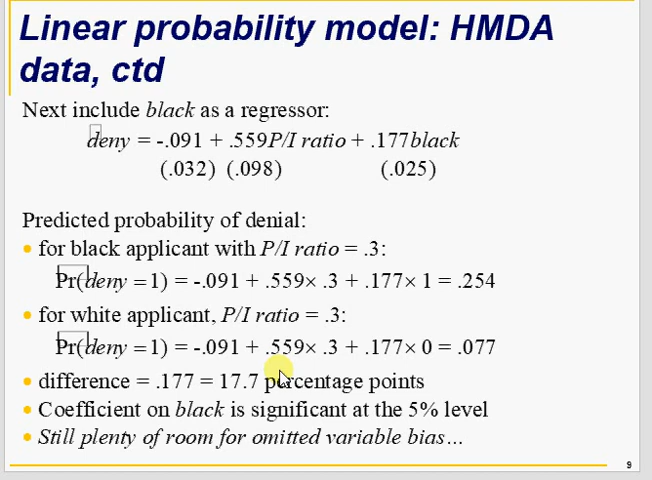 Linear probability model: HMDA
data, ctd
Next include black as a regressor:
deny = -.091 + .559P/I ratio + .177black
(.032) (.098) (.025)
Predicted probability of denial:
• for black applicant with P/I ratio = .3:
Pr(deny = 1) = -.091 + .559× .3 + .177× 1 = .254
• for white applicant, P/I ratio = .3:
Pr(deny = 1) = -.091 + .559× .3 + .177× 0 = .077
• difference = .177 = 17.7 percentage points
• Coefficient on black is significant at the 5% level
• Still plenty of room for omitted variable bias…
9